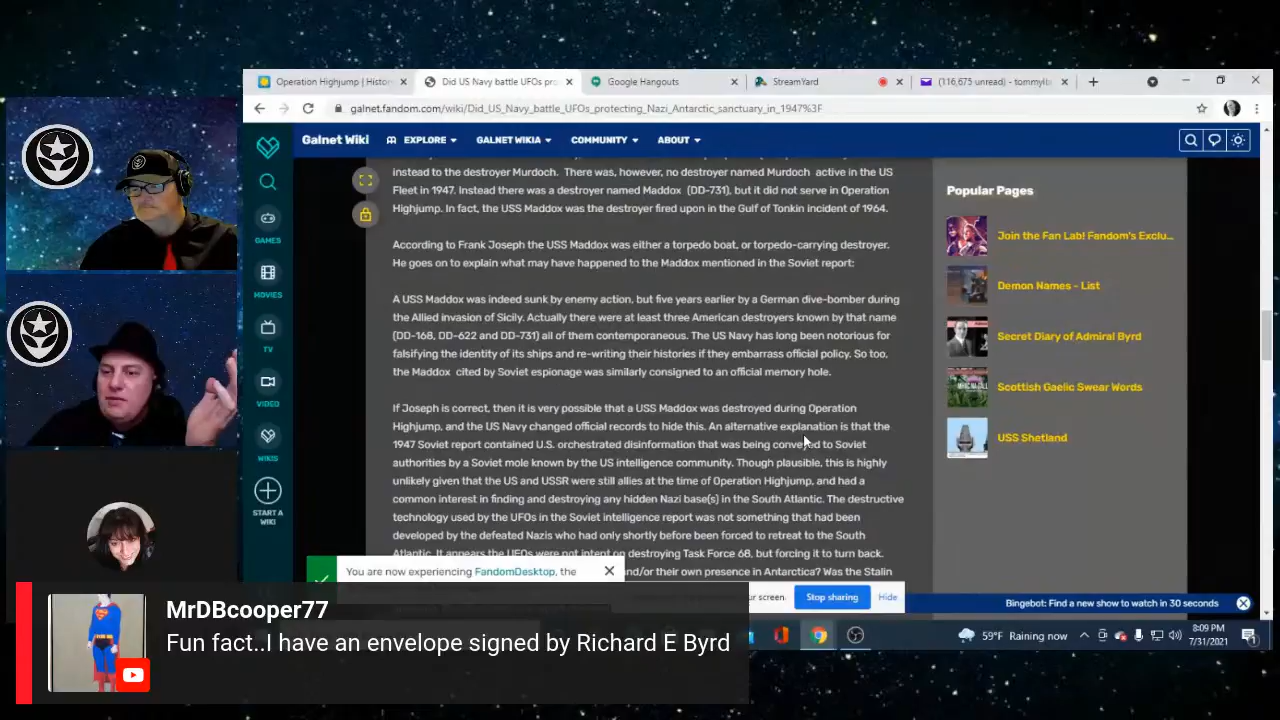 Operation Highjump | Histor
Did US Navy battle UFOs pro
Google Hangouts
StreamYard
(116,675 unread) - tommylb
galnet.fandom.com/wiki/Did_US_Navy_battle_UFOs_protecting_Nazi_Antarctic_sanctuary_in_1947%3F
Galnet Wiki
EXPLORE
GALNET WIKIA
COMMUNITY
ABOUT
GAMES
MOVIES
TV
VIDEO
WIKIS
START A
WIKI
instead to the destroyer Murdoch. There was, however, no destroyer named Murdoch active in the US
Fleet in 1947. Instead there was a destroyer named Maddox (DD-731), but it did not serve in Operation
Highjump. In fact, the USS Maddox was the destroyer fired upon in the Gulf of Tonkin incident of 1964.
According to Frank Joseph the USS Maddox was either a torpedo boat, or torpedo-carrying destroyer.
He goes on to explain what may have happened to the Maddox mentioned in the Soviet report:
A USS Maddox was indeed sunk by enemy action, but five years earlier by a German dive-bomber during
the Allied invasion of Sicily. Actually there were at least three American destroyers known by that name
(DD-168, DD-622 and DD-731) all of them contemporaneous. The US Navy has long been notorious for
falsifying the identity of its ships and re-writing their histories if they embarrass official policy. So too,
the Maddox cited by Soviet espionage was similarly consigned to an official memory hole.
If Joseph is correct, then it is very possible that a USS Maddox was destroyed during Operation
Highjump, and the US Navy changed official records to hide this. An alternative explanation is that the
1947 Soviet report contained U.S. orchestrated disinformation that was being conveyed to Soviet
authorities by a Soviet mole known by the US intelligence community. Though plausible, this is highly
unlikely given that the US and USSR were still allies at the time of Operation Highjump, and had a
common interest in finding and destroying any hidden Nazi base(s) in the South Atlantic. The destructive
technology used by the UFOs in the Soviet intelligence report was not something that had been
developed by the defeated Nazis who had only shortly before been forced to retreat to the South
Atlantic. It appears the UFOs were not intent on destroying Task Force 68, but forcing it to turn back.
and/or their own presence in Antarctica? Was the Stalin
Popular Pages
Join the Fan Lab! Fandom's Exclu...
Demon Names - List
Secret Diary of Admiral Byrd
Scottish Gaelic Swear Words
USS Shetland
You are now experiencing FandomDesktop, the
ur screen
Stop sharing
Hide
Bingebot: Find a new show to watch in 30 seconds
59°F Raining now
8:09 PM
7/31/2021
MrDBcooper77
Fun fact..I have an envelope signed by Richard E Byrd